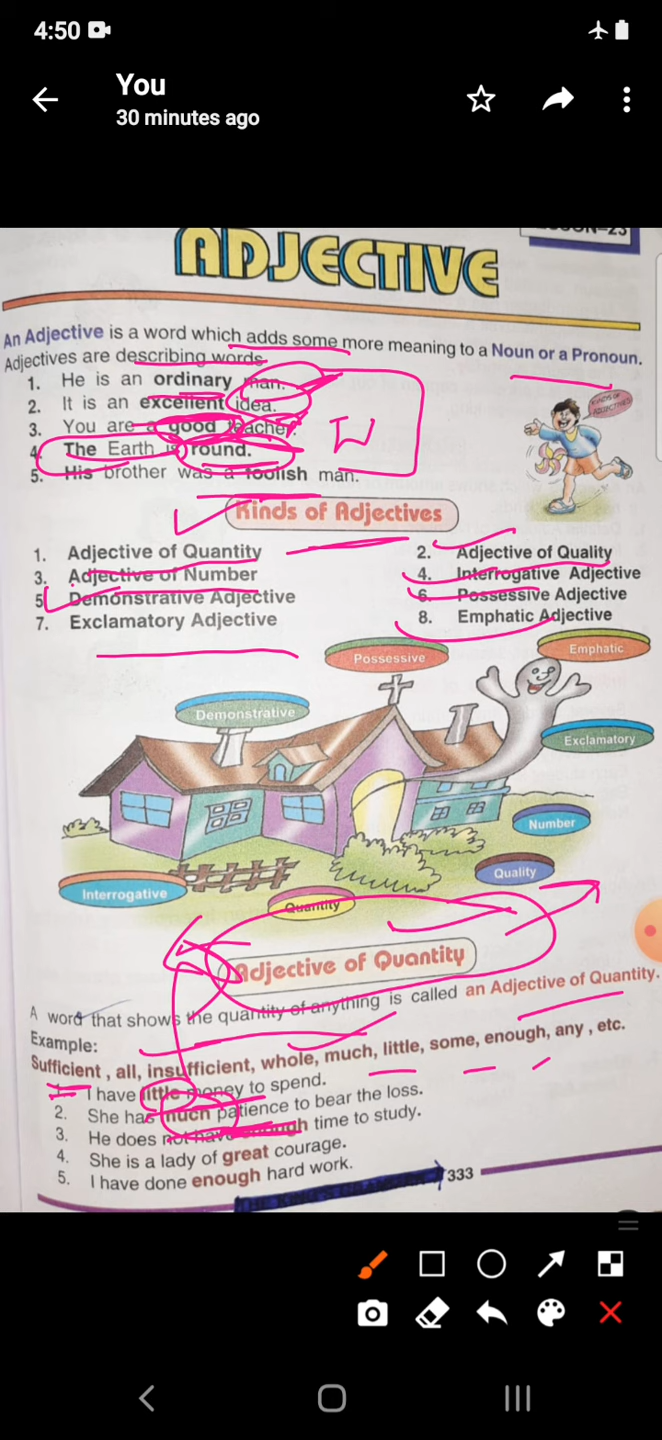 4:50
You
30 minutes ago
ADJECTIVE
An Adjective is a word which adds some more meaning to a Noun or a Pronoun.
Adjectives are describing words
1. He is an ordinary man.
2. It is an excellent idea.
3. You are a good teacher.
4. The Earth is round.
5. His brother was a foolish man.
KINDS OF ADJECTIVES
Kinds of Adjectives
1. Adjective of Quantity
2. Adjective of Quality
3. Adjective of Number
4. Interrogative Adjective
5. Demonstrative Adjective
6. Possessive Adjective
7. Exclamatory Adjective
8. Emphatic Adjective
Possessive
Emphatic
Demonstrative
Exclamatory
Number
Quality
Interrogative
Quantity
Adjective of Quantity
A word that shows the quantity of anything is called an Adjective of Quantity.
Example:
Sufficient, all, insufficient, whole, much, little, some, enough, any, etc.
1. I have little money to spend.
2. She has much patience to bear the loss.
3. He does not have enough time to study.
4. She is a lady of great courage.
5. I have done enough hard work.
333